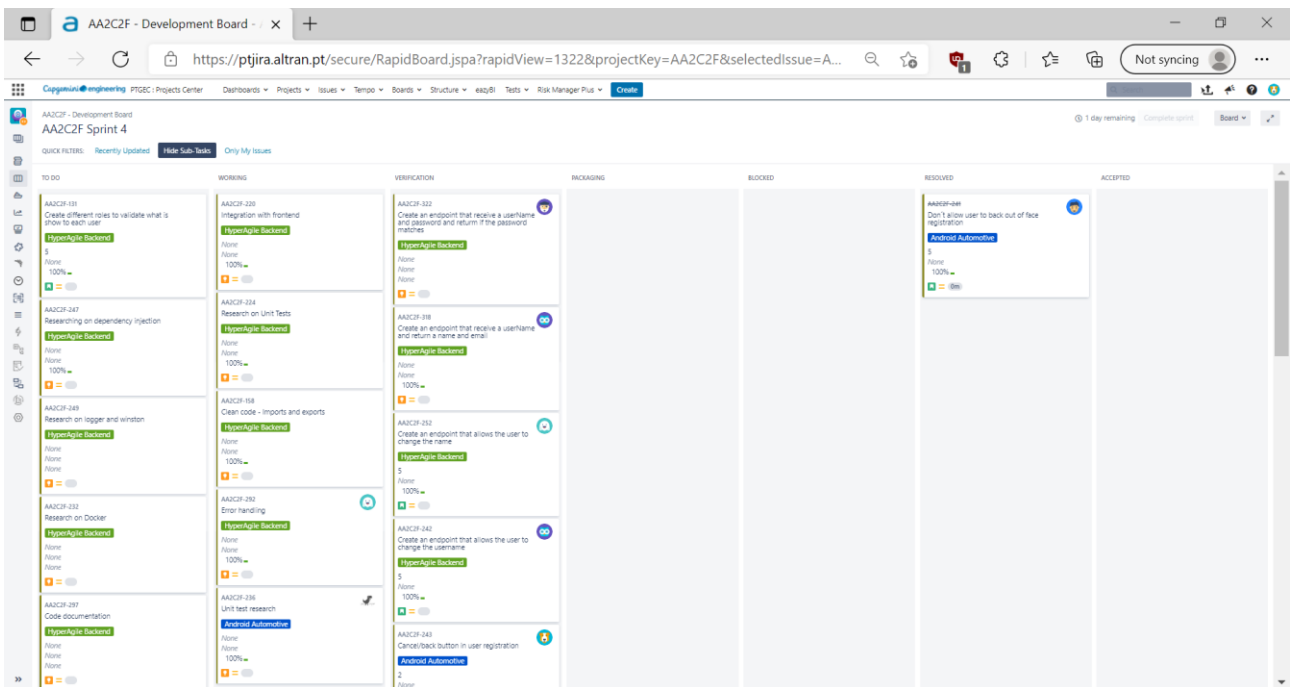 AA2C2F - Development Board -
https://ptjira.altran.pt/secure/RapidBoard.jspa?rapidView=1322&projectKey=AA2C2F&selectedIssue=A...
1
Not syncing
Capgemini engineering PTGEC : Projects Center Dashboards Projects Issues Tempo Boards Structure eazyBI Tests Risk Manager Plus Create
AA2C2F - Development Board
AA2C2F Sprint 4
1 day remaining Complete sprint Board
QUICK FILTERS: Recently Updated Hide Sub-Tasks Only My Issues
TO DO
AA2C2F-131
Create different roles to validate what is
show to each user
HyperAgile Backend
5
None
100%
AA2C2F-247
Researching on dependency injection
HyperAgile Backend
None
None
100%
AA2C2F-249
Research on logger and winston
HyperAgile Backend
None
None
None
AA2C2F-232
Research on Docker
HyperAgile Backend
None
None
None
AA2C2F-297
Code documentation
HyperAgile Backend
None
None
None
WORKING
AA2C2F-220
Integration with frontend
HyperAgile Backend
None
None
100%
AA2C2F-224
Research on Unit Tests
HyperAgile Backend
None
None
100%
AA2C2F-158
Clean code - Imports and exports
HyperAgile Backend
None
None
100%
AA2C2F-292
Error handling
HyperAgile Backend
None
None
100%
AA2C2F-236
Unit test research
Android Automotive
None
None
100%
VERIFICATION
AA2C2F-322
Create an endpoint that receive a userName
and password and returm if the password
matches
HyperAgile Backend
None
None
None
AA2C2F-318
Create an endpoint that receive a userName
and return a name and email
HyperAgile Backend
None
None
100%
AA2C2F-252
Create an endpoint that allows the user to
change the name
HyperAgile Backend
5
None
100%
AA2C2F-242
Create an endpoint that allows the user to
change the username
HyperAgile Backend
5
None
100%
AA2C2F-243
Cancel/back button in user registration
Android Automotive
2
None
PACKAGING
BLOCKED
RESOLVED
Don't allow user to back out of face
registration
Android Automotive
5
None
100%
0m
ACCEPTED